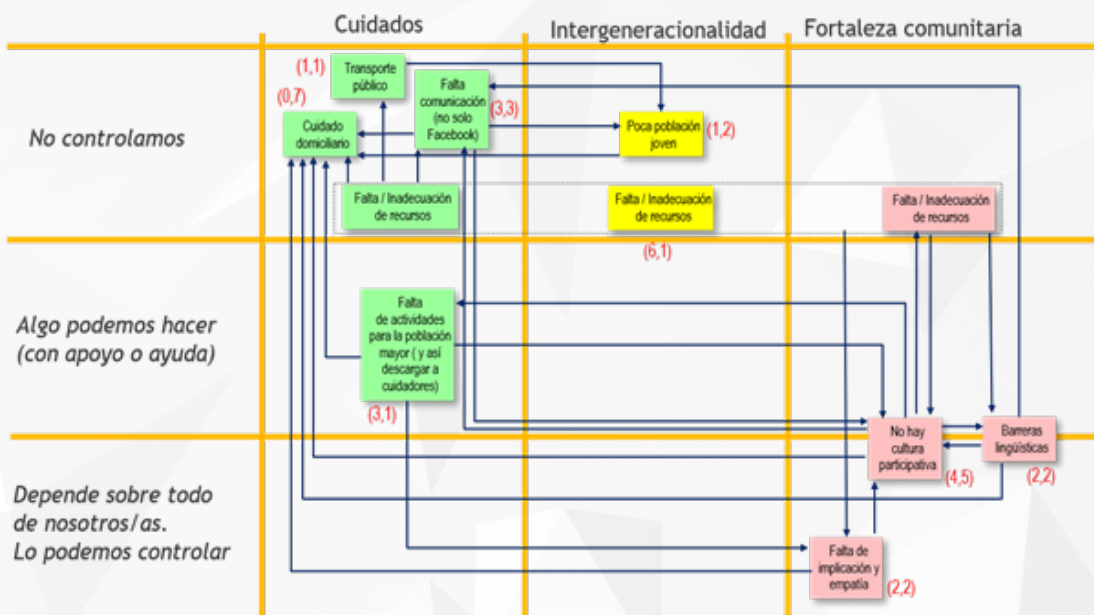 Cuidados
Intergeneracionalidad
Fortaleza comunitaria
No controlamos
(1,1)
Transporte
público
(0,7)
Cuidado
domiciliario
Falta
comunicación
(no solo
Facebook)
(3,3)
Poca población
joven
(1,2)
Falta / Inadecuación
de recursos
Falta / Inadecuación
de recursos
(6,1)
Falta / Inadecuación
de recursos
Algo podemos hacer
(con apoyo o ayuda)
Falta
de actividades
para la población
mayor ( y así
descargar a
cuidadores)
(3,1)
No hay
cultura
participativa
(4,5)
Barreras
lingüísticas
(2,2)
Depende sobre todo
de nosotros/as.
Lo podemos controlar
Falta de
implicación y
empatía
(2,2)